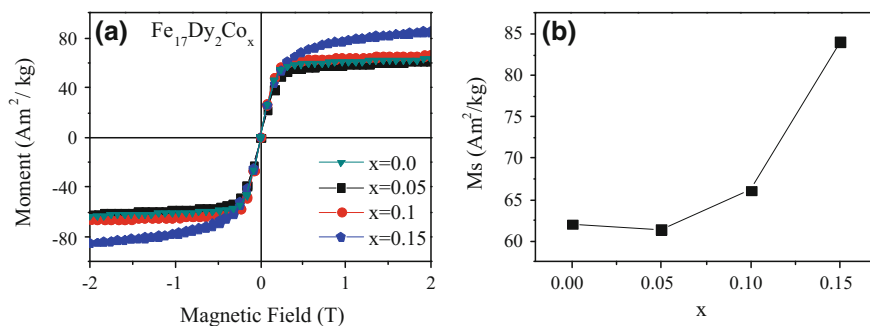 (a) Fe₁₇Dy₂Coₓ
Moment (Am²/ kg)
80
40
0
-40
-80
x=0.0
x=0.05
x=0.1
x=0.15
-2 -1 0 1 2
Magnetic Field (T)
(b)
Ms (Am²/kg)
85
80
75
70
65
60
0.00 0.05 0.10 0.15
x